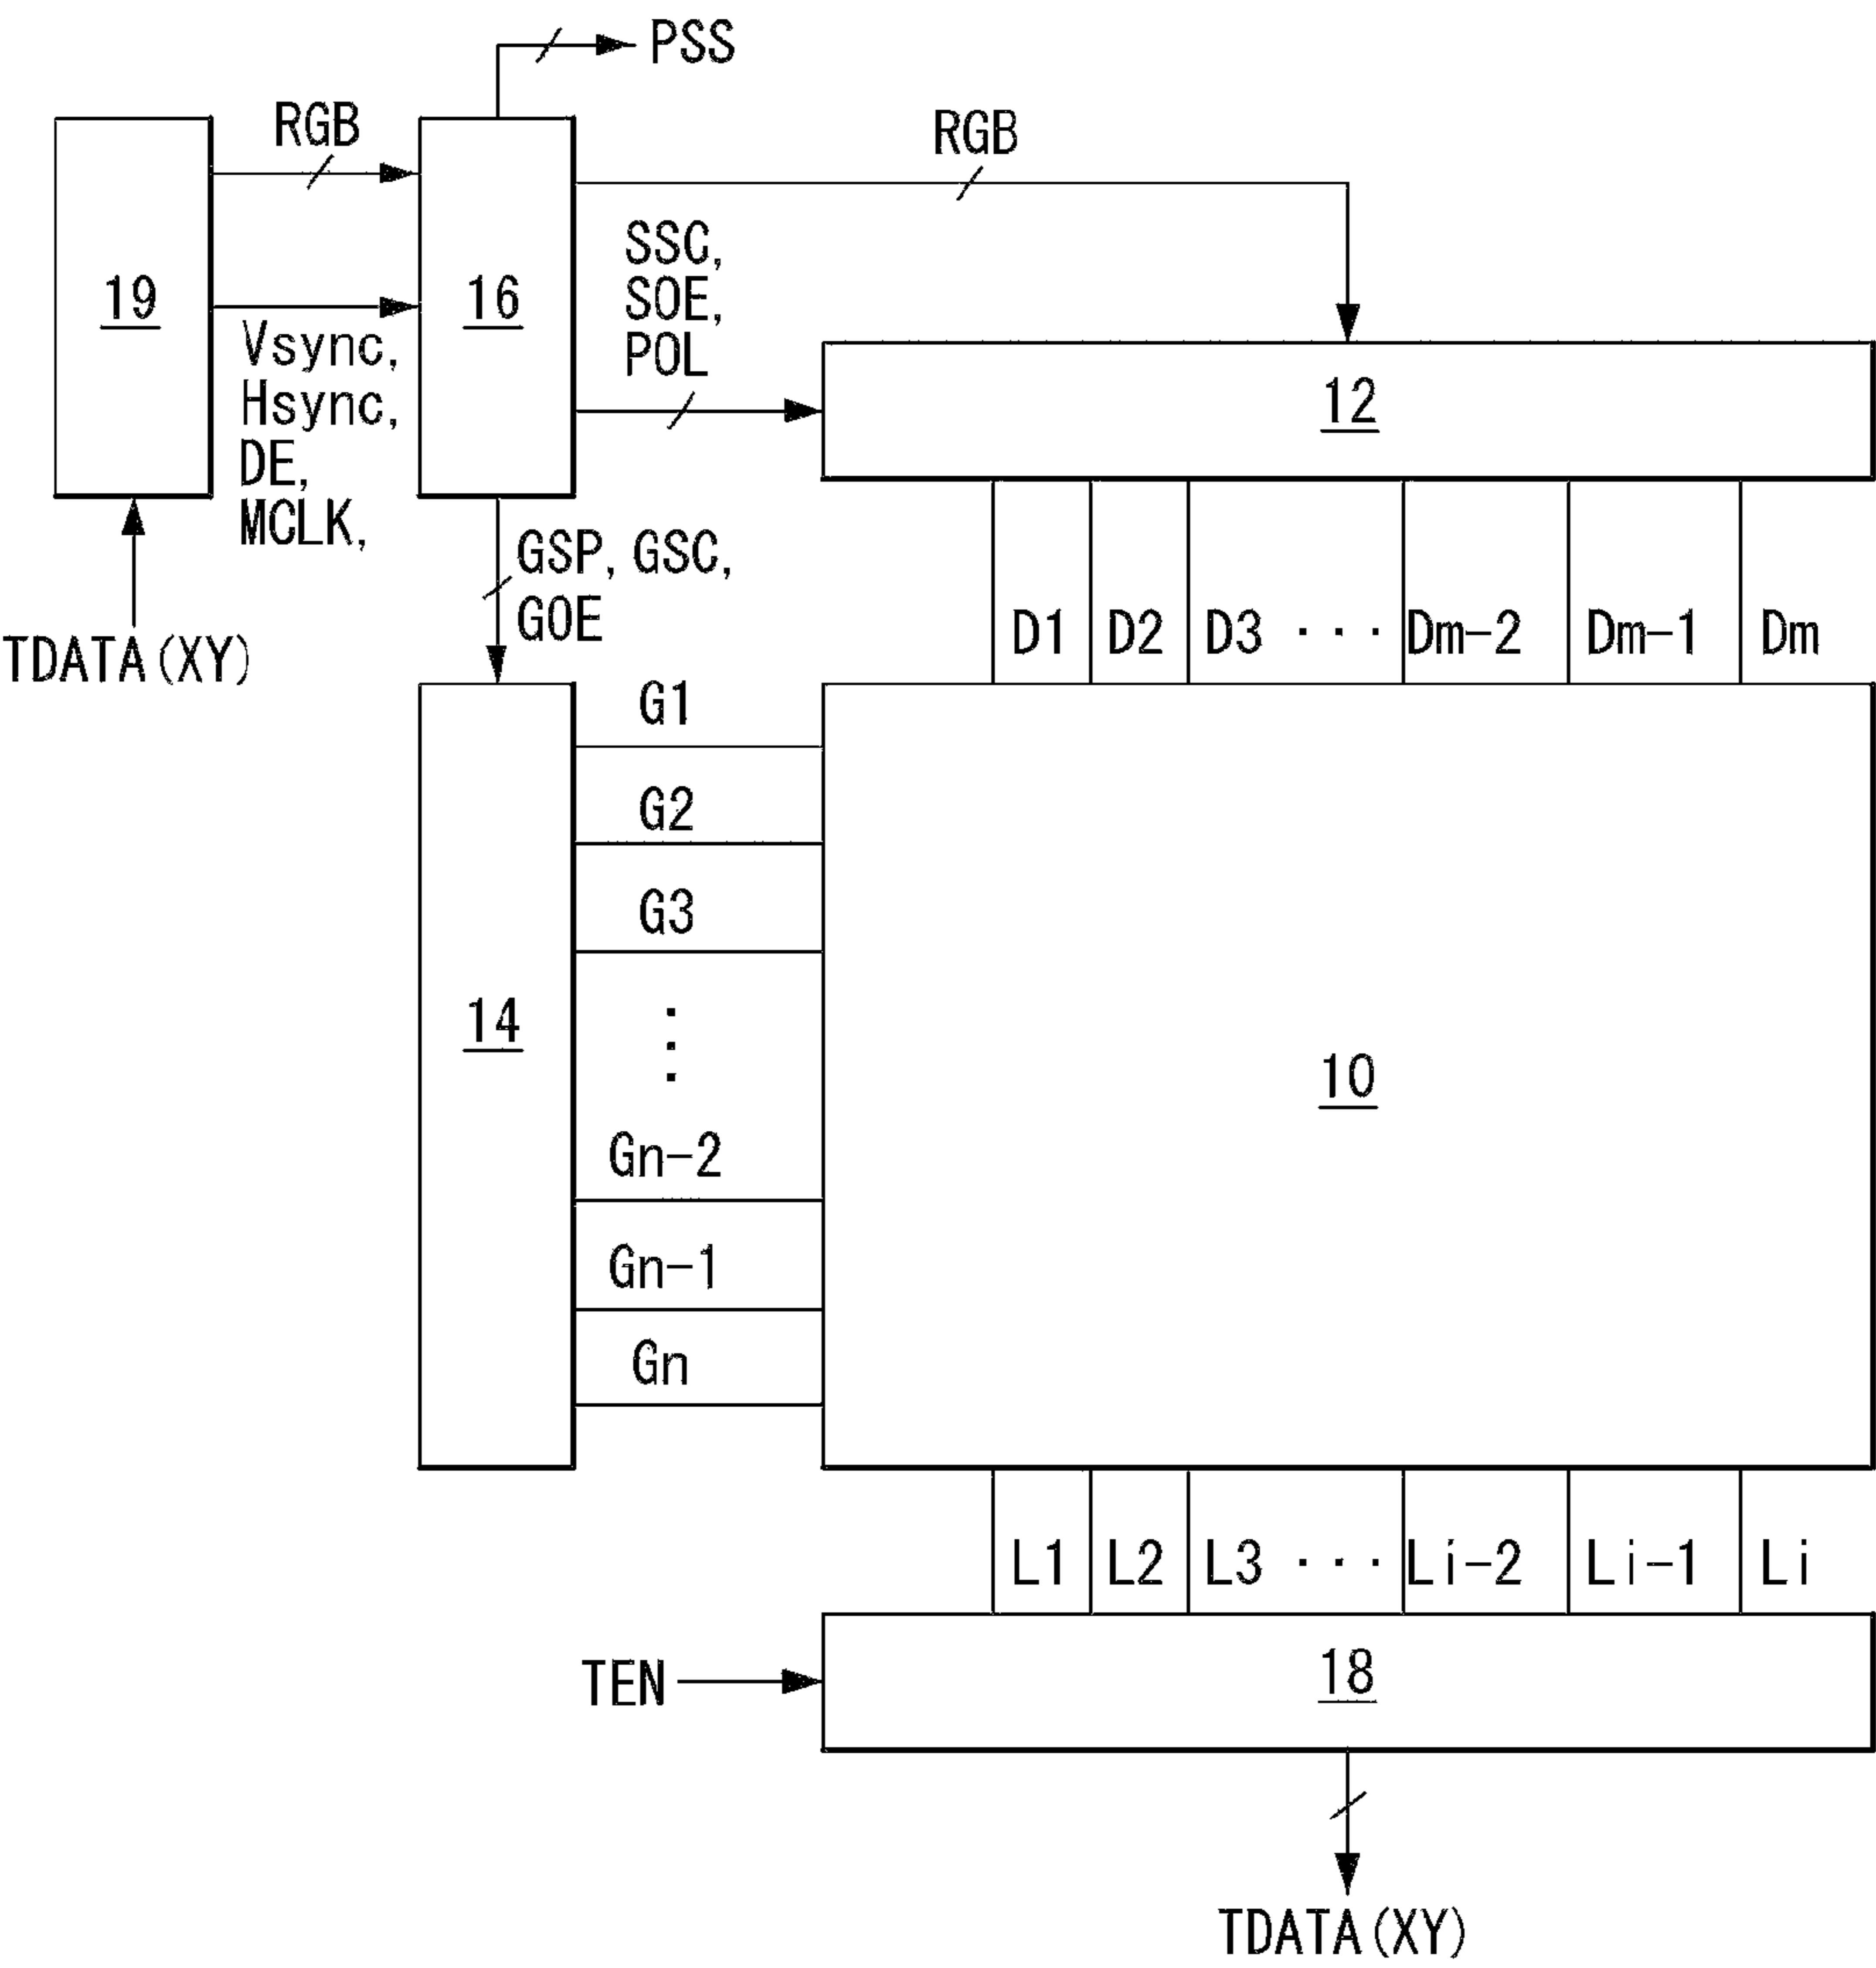 PSS
RGB
RGB
SSC,
SOE,
POL
19
16
Vsync,
Hsync,
DE,
MCLK,
12
GSP, GSC,
GOE
TDATA(XY)
D1 D2 D3 ··· Dm-2 Dm-1 Dm
G1
G2
G3
14
⋮
10
Gn-2
Gn-1
Gn
L1 L2 L3 ··· Li-2 Li-1 Li
TEN
18
TDATA(XY)